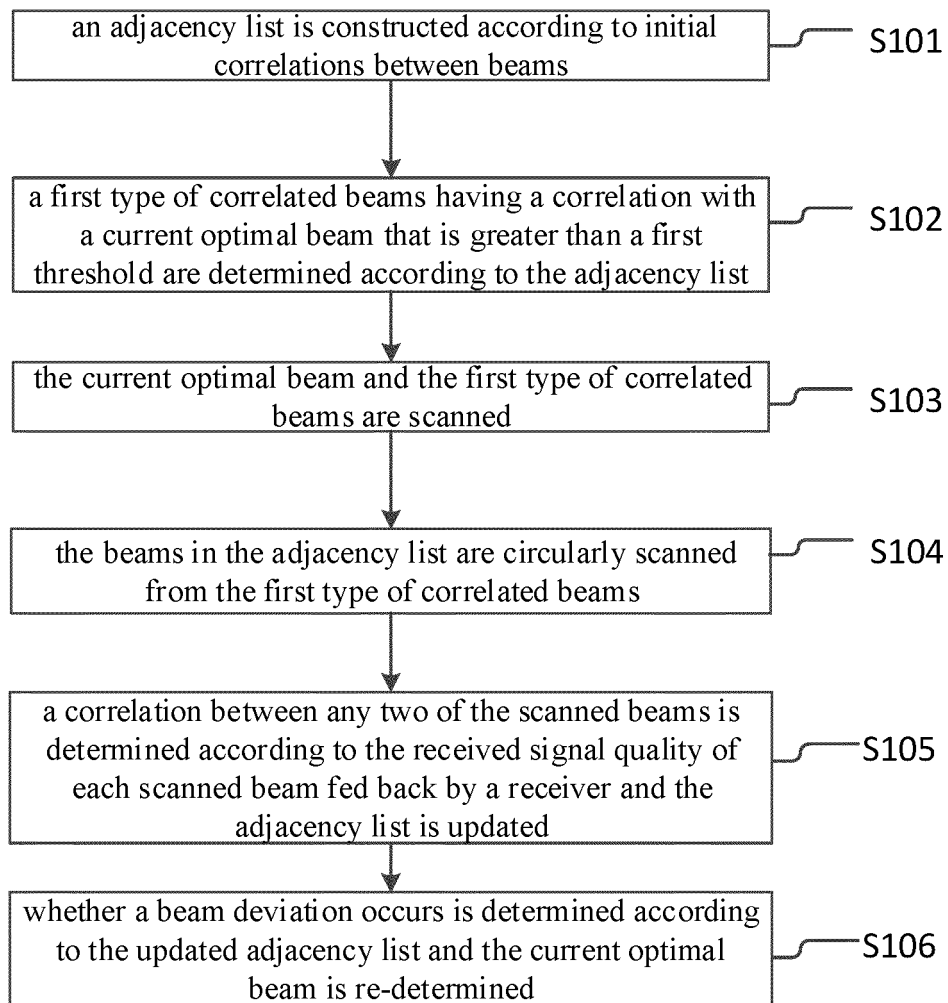 an adjacency list is constructed according to initial
correlations between beams
S101
a first type of correlated beams having a correlation with
a current optimal beam that is greater than a first
threshold are determined according to the adjacency list
S102
the current optimal beam and the first type of correlated
beams are scanned
S103
the beams in the adjacency list are circularly scanned
from the first type of correlated beams
S104
a correlation between any two of the scanned beams is
determined according to the received signal quality of
each scanned beam fed back by a receiver and the
adjacency list is updated
S105
whether a beam deviation occurs is determined according
to the updated adjacency list and the current optimal
beam is re-determined
S106